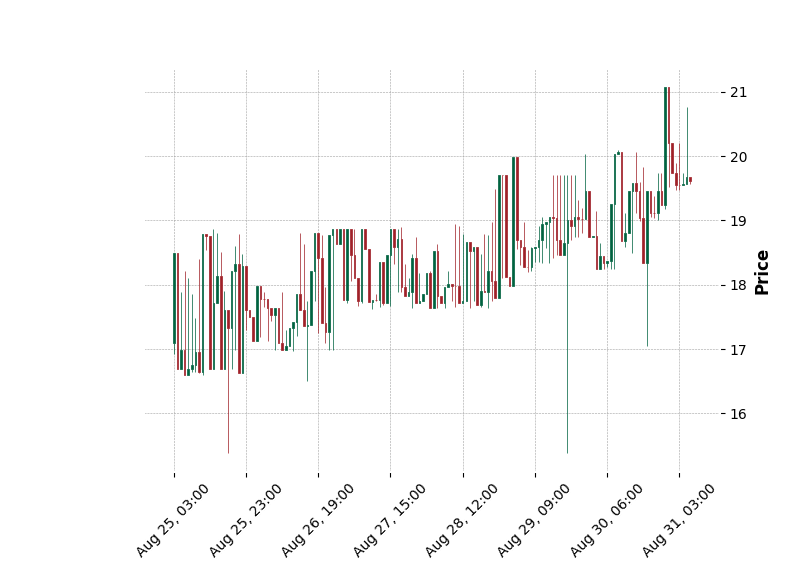 21
20
19
18
17
16
Price
Aug 25, 03:00
Aug 25, 23:00
Aug 26, 19:00
Aug 27, 15:00
Aug 28, 12:00
Aug 29, 09:00
Aug 30, 06:00
Aug 31, 03:00